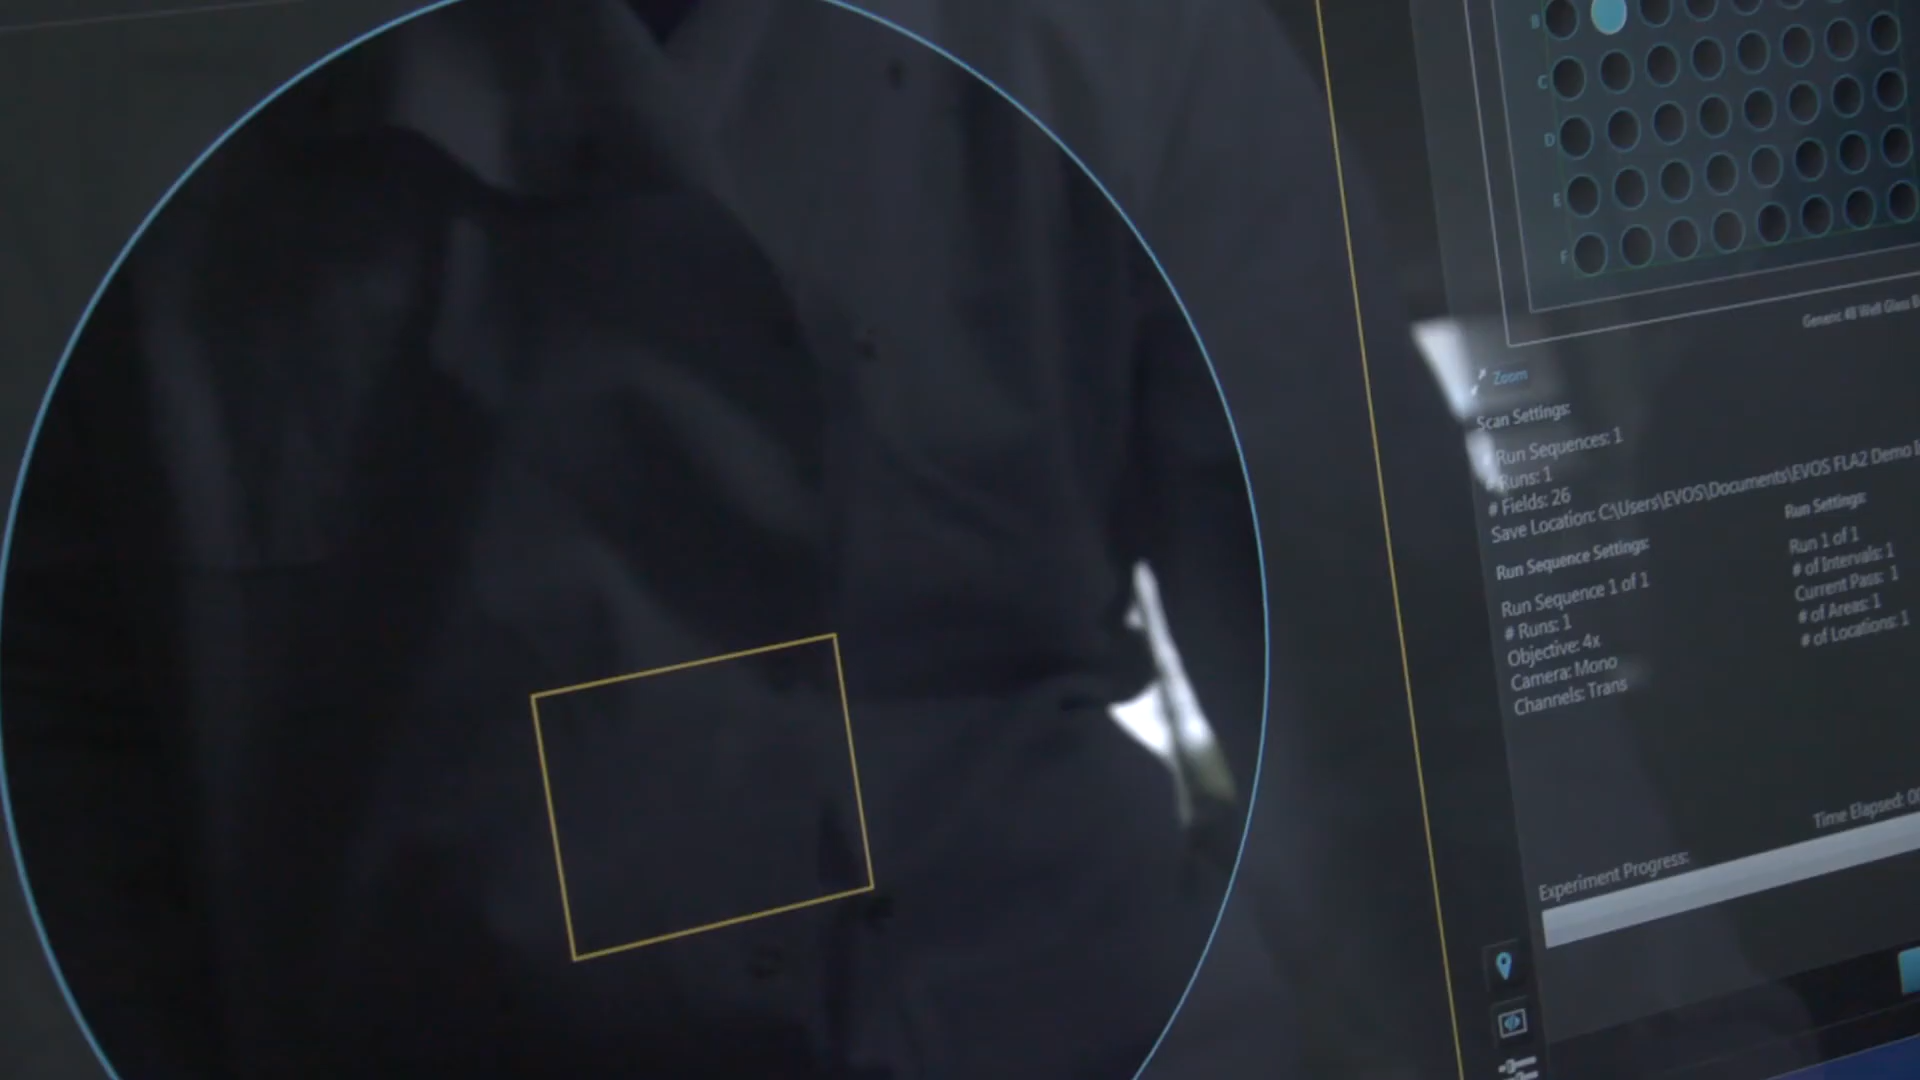 B
C
D
E
F
Generic 48 Well Glass B
Zoom
Scan Settings:
# Run Sequences: 1
# Runs: 1
# Fields: 26
Save Location: C:\Users\EVOS\Documents\EVOS FLA2 Demo
Run Sequence Settings:
Run Sequence 1 of 1
# Runs: 1
Objective: 4x
Camera: Mono
Channels: Trans
Run Settings:
Run 1 of 1
# of Intervals: 1
Current Pass: 1
# of Areas: 1
# of Locations: 1
Time Elapsed:
Experiment Progress: